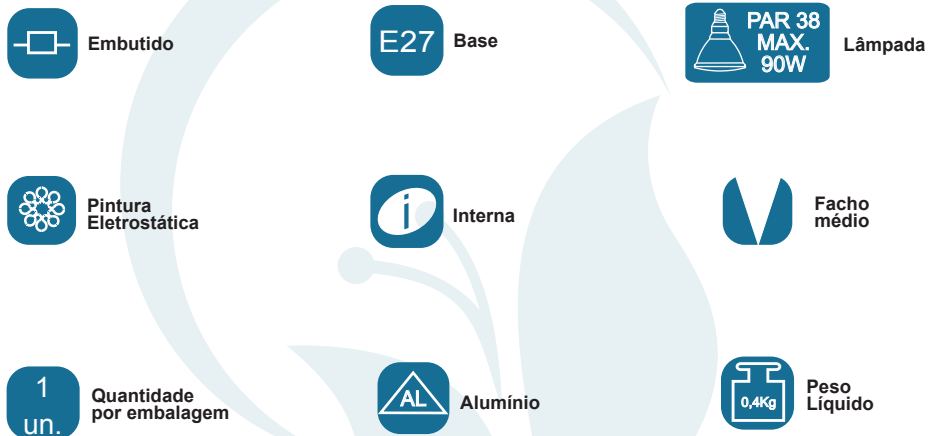 Embutido
E27
Base
PAR 38
MAX.
90W
Lâmpada
Pintura
Eletrostática
i
Interna
Facho
médio
1
un.
Quantidade
por embalagem
AL
Alumínio
0,4Kg
Peso
Líquido